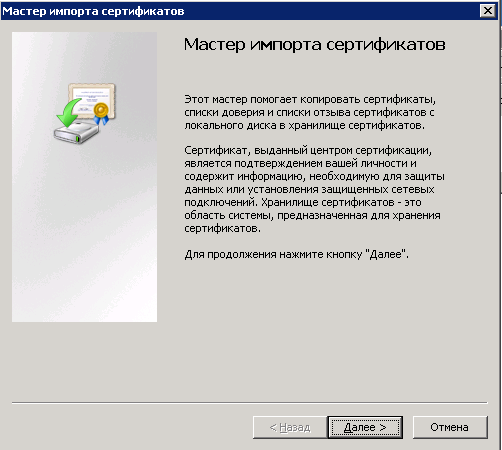 Мастер импорта сертификатов
Мастер импорта сертификатов
Этот мастер помогает копировать сертификаты,
списки доверия и списки отзыва сертификатов с
локального диска в хранилище сертификатов.
Сертификат, выданный центром сертификации,
является подтверждением вашей личности и
содержит информацию, необходимую для защиты
данных или установления защищенных сетевых
подключений. Хранилище сертификатов - это
область системы, предназначенная для хранения
сертификатов.
Для продолжения нажмите кнопку "Далее".
< Назад
Далее >
Отмена